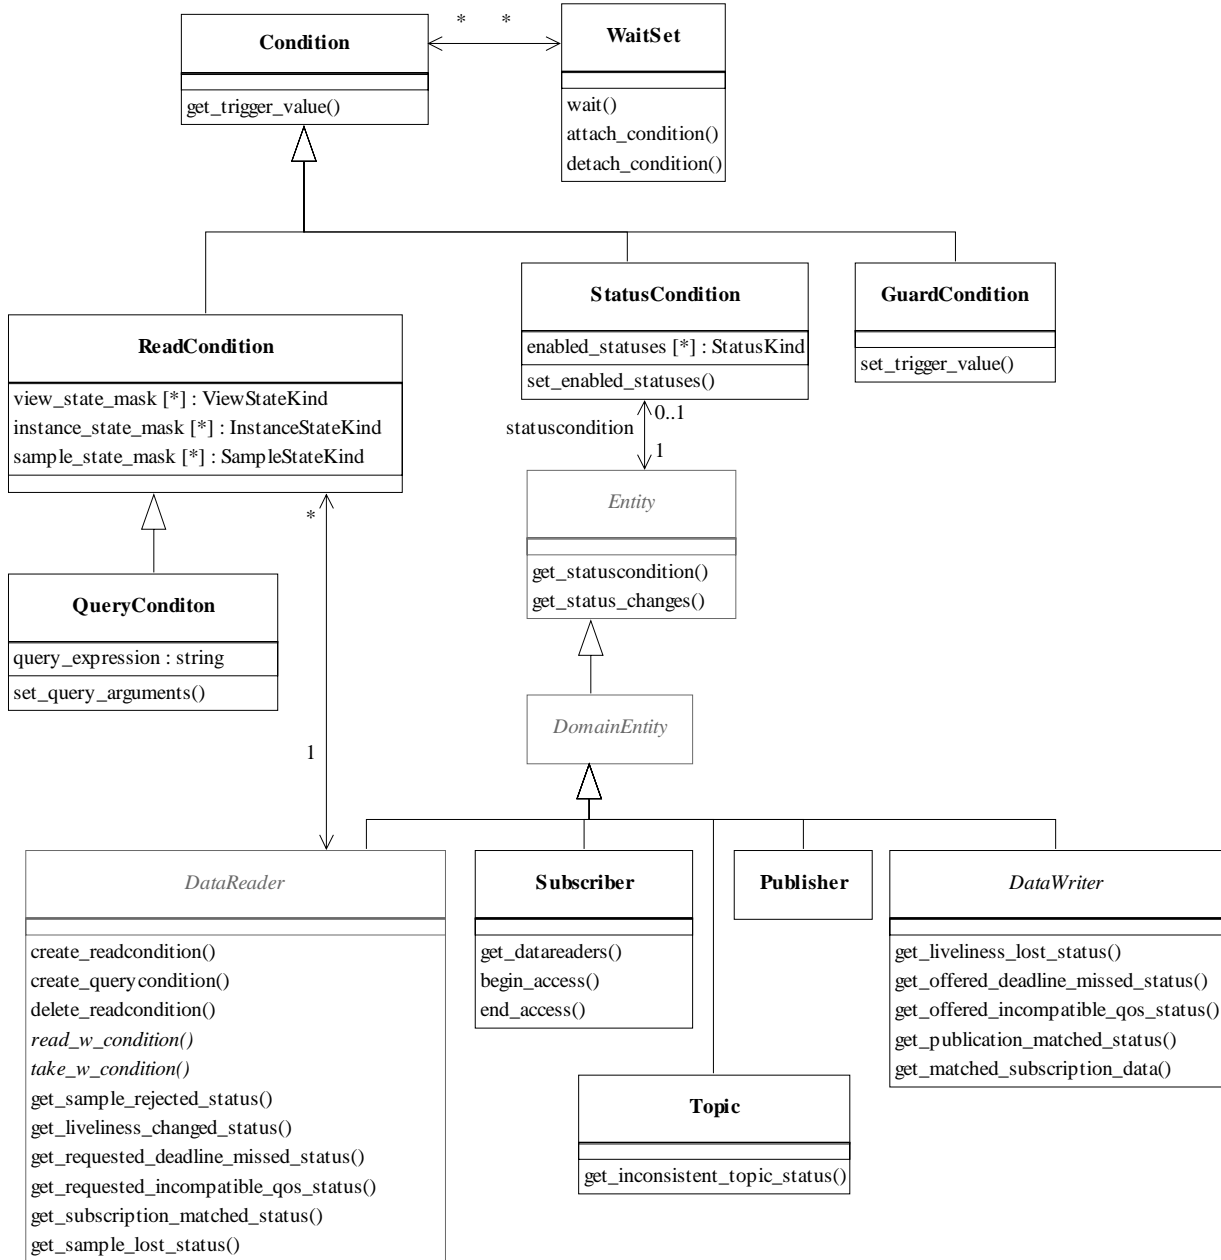 * *
Condition
WaitSet
get_trigger_value()
wait()
attach_condition()
detach_condition()
StatusCondition
enabled_statuses [*] : StatusKind
set_enabled_statuses()
GuardCondition
set_trigger_value()
ReadCondition
view_state_mask [*] : ViewStateKind
instance_state_mask [*] : InstanceStateKind
sample_state_mask [*] : SampleStateKind
0..1
statuscondition
1
*
Entity
get_statuscondition()
get_status_changes()
QueryConditon
query_expression : string
set_query_arguments()
DomainEntity
1
DataReader
create_readcondition()
create_querycondition()
delete_readcondition()
read_w_condition()
take_w_condition()
get_sample_rejected_status()
get_liveliness_changed_status()
get_requested_deadline_missed_status()
get_requested_incompatible_qos_status()
get_subscription_matched_status()
get_sample_lost_status()
Subscriber
get_datareaders()
begin_access()
end_access()
Publisher
DataWriter
get_liveliness_lost_status()
get_offered_deadline_missed_status()
get_offered_incompatible_qos_status()
get_publication_matched_status()
get_matched_subscription_data()
Topic
get_inconsistent_topic_status()